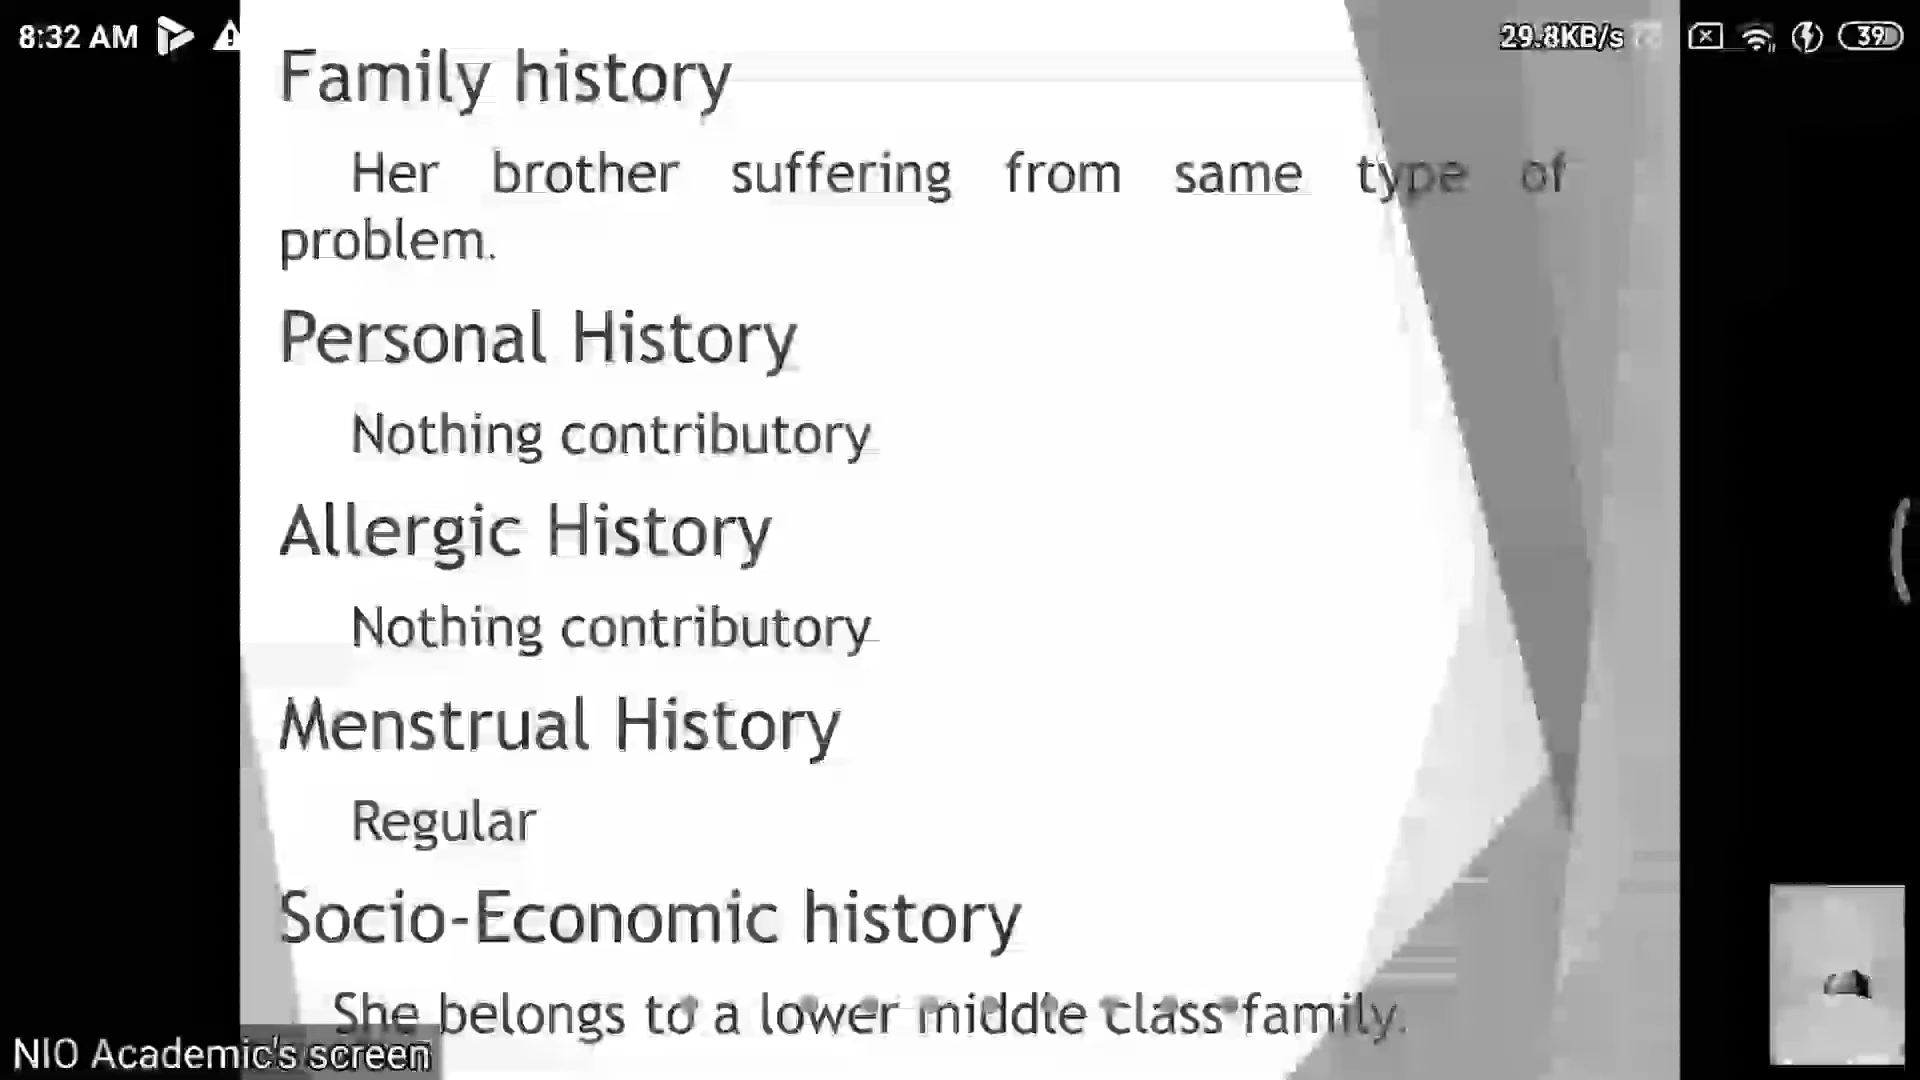 8:32 AM 29.8KB/s 39
Family history
Her brother suffering from same type of
problem.
Personal History
Nothing contributory
Allergic History
Nothing contributory
Menstrual History
Regular
Socio-Economic history
She belongs to a lower middle class family.
NIO Academic's screen